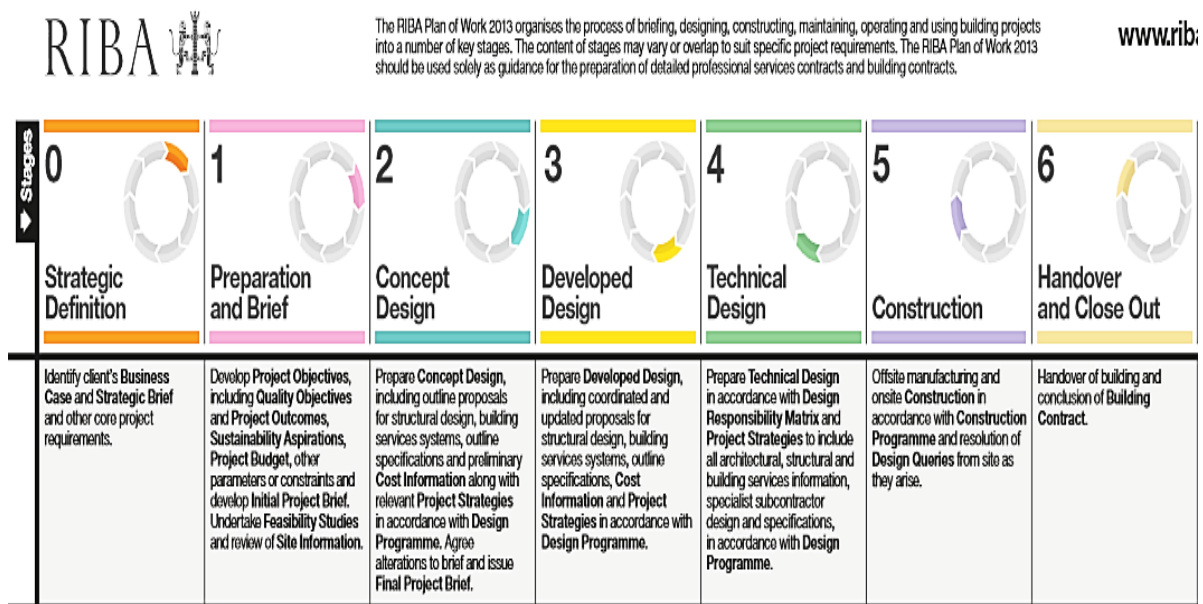 RIBA
The RIBA Plan of Work 2013 organises the process of briefing, designing, constructing, maintaining, operating and using building projects
into a number of key stages. The content of stages may vary or overlap to suit specific project requirements. The RIBA Plan of Work 2013
should be used solely as guidance for the preparation of detailed professional services contracts and building contracts.
www.riba
Stages
0
Strategic
Definition
1
Preparation
and Brief
2
Concept
Design
3
Developed
Design
4
Technical
Design
5
Construction
6
Handover
and Close Out
Identify client's Business
Case and Strategic Brief
and other core project
requirements.
Develop Project Objectives,
including Quality Objectives
and Project Outcomes,
Sustainability Aspirations,
Project Budget, other
parameters or constraints and
develop Initial Project Brief.
Undertake Feasibility Studies
and review of Site Information.
Prepare Concept Design,
including outline proposals
for structural design, building
services systems, outline
specifications and preliminary
Cost Information along with
relevant Project Strategies
in accordance with Design
Programme. Agree
alterations to brief and issue
Final Project Brief.
Prepare Developed Design,
including coordinated and
updated proposals for
structural design, building
services systems, outline
specifications, Cost
Information and Project
Strategies in accordance with
Design Programme.
Prepare Technical Design
in accordance with Design
Responsibility Matrix and
Project Strategies to include
all architectural, structural and
building services information,
specialist subcontractor
design and specifications,
in accordance with Design
Programme.
Offsite manufacturing and
onsite Construction in
accordance with Construction
Programme and resolution of
Design Queries from site as
they arise.
Handover of building and
conclusion of Building
Contract.